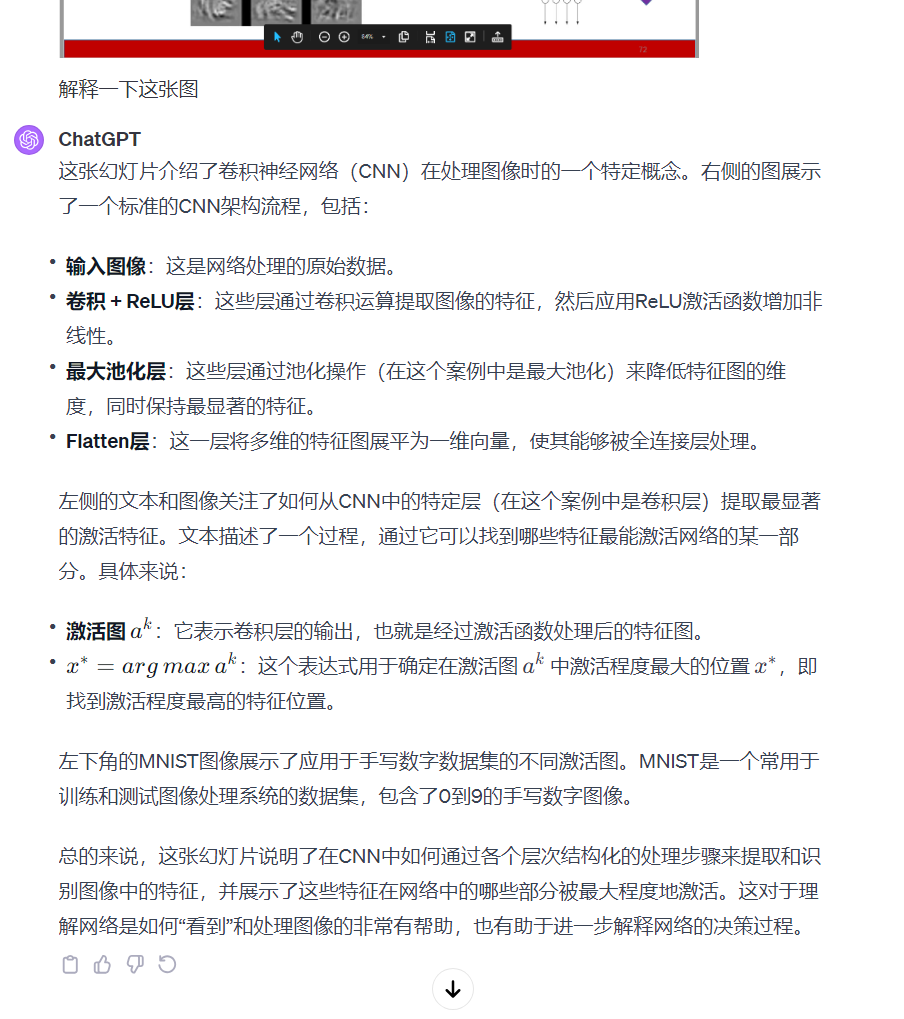 84%
72
解释一下这张图
ChatGPT
这张幻灯片介绍了卷积神经网络（CNN）在处理图像时的一个特定概念。右侧的图展示
了一个标准的CNN架构流程，包括：
• 输入图像：这是网络处理的原始数据。
• 卷积 + ReLU层：这些层通过卷积运算提取图像的特征，然后应用ReLU激活函数增加非
线性。
• 最大池化层：这些层通过池化操作（在这个案例中是最大池化）来降低特征图的维
度，同时保持最显著的特征。
• Flatten层：这一层将多维的特征图展平为一维向量，使其能够被全连接层处理。
左侧的文本和图像关注了如何从CNN中的特定层（在这个案例中是卷积层）提取最显著
的激活特征。文本描述了一个过程，通过它可以找到哪些特征最能激活网络的某一部
分。具体来说：
• 激活图 a^k：它表示卷积层的输出，也就是经过激活函数处理后的特征图。
• x^* = arg max a^k：这个表达式用于确定在激活图 a^k 中激活程度最大的位置 x^*，即
找到激活程度最高的特征位置。
左下角的MNIST图像展示了应用于手写数字数据集的不同激活图。MNIST是一个常用于
训练和测试图像处理系统的数据集，包含了0到9的手写数字图像。
总的来说，这张幻灯片说明了在CNN中如何通过各个层次结构化的处理步骤来提取和识
别图像中的特征，并展示了这些特征在网络中的哪些部分被最大程度地激活。这对于理
解网络是如何“看到”和处理图像的非常有帮助，也有助于进一步解释网络的决策过程。